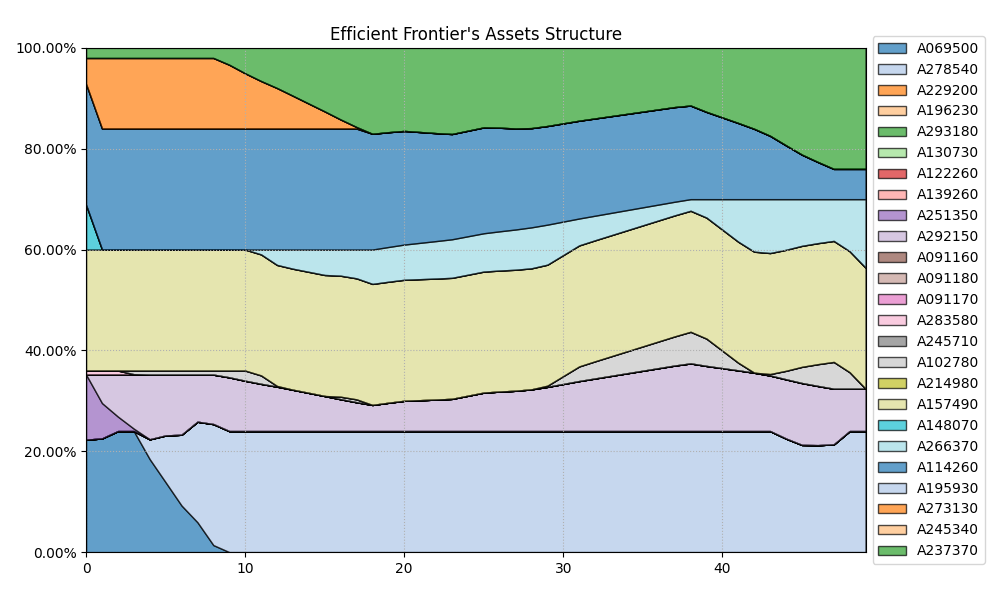 Efficient Frontier's Assets Structure
100.00%
80.00%
60.00%
40.00%
20.00%
0.00%
0
10
20
30
40
A069500
A278540
A229200
A196230
A293180
A130730
A122260
A139260
A251350
A292150
A091160
A091180
A091170
A283580
A245710
A102780
A214980
A157490
A148070
A266370
A114260
A195930
A273130
A245340
A237370